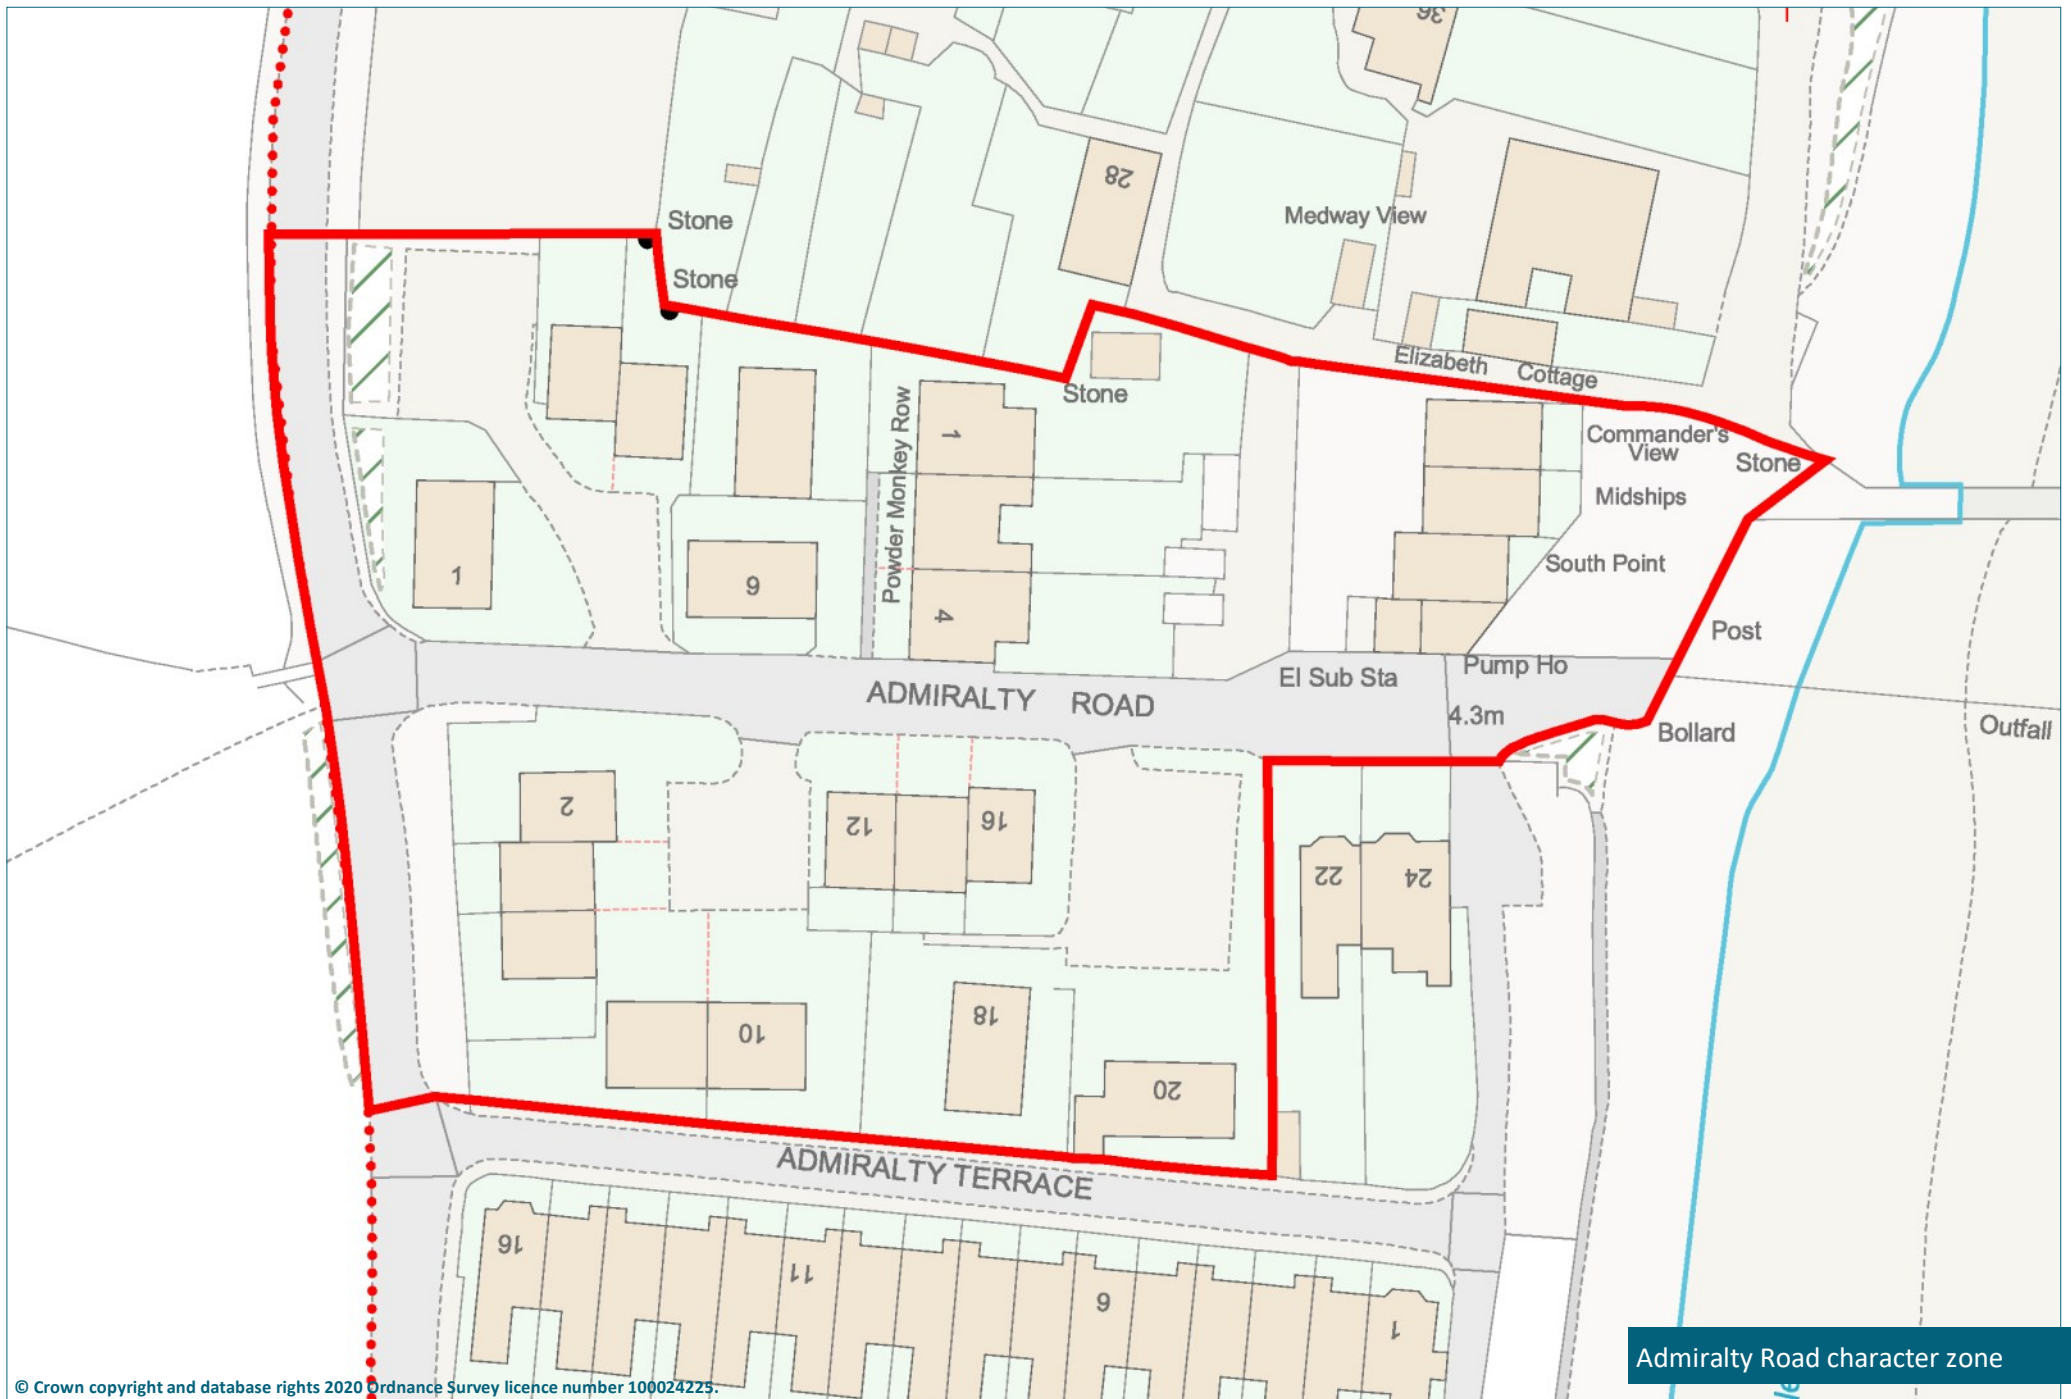 36
28
Stone
Medway View
Stone
Elizabeth Cottage
Stone
Powder Monkey Row
1
Commander's
View
Stone
Midships
South Point
1
9
4
Post
El Sub Sta
Pump Ho
ADMIRALTY ROAD
4.3m
Bollard
Outfall
2
12
16
22
24
18
10
20
ADMIRALTY TERRACE
16
11
6
1
Admiralty Road character zone
© Crown copyright and database rights 2020 Ordnance Survey licence number 100024225.